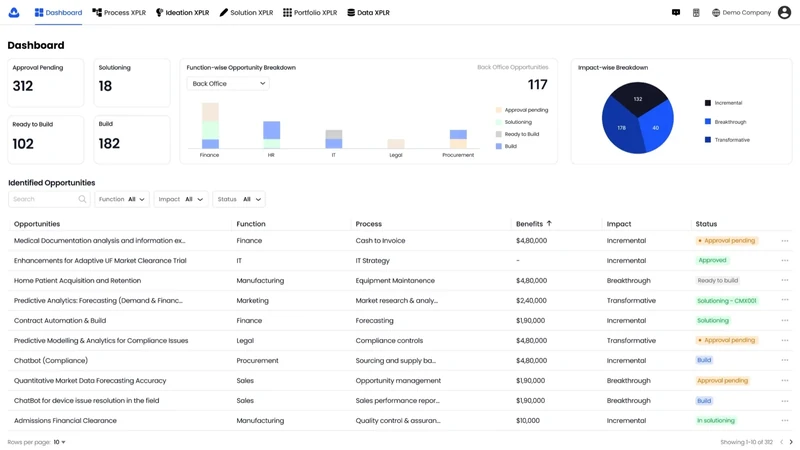 Dashboard Process XPLR Ideation XPLR Solution XPLR Portfolio XPLR Data XPLR Demo Company
Dashboard
Approval Pending
312
Solutioning
18
Ready to Build
102
Build
182
Function-wise Opportunity Breakdown
Back Office
Back Office Opportunities
117
Approval pending
Solutioning
Ready to Build
Build
Finance HR IT Legal Procurement
Impact-wise Breakdown
132
178
40
Incremental
Breakthrough
Transformative
Identified Opportunities
Search Function All Impact All Status All
Opportunities Function Process Benefits Impact Status
Medical Documentation analysis and information ex... Finance Cash to Invoice $4,80,000 Incremental Approval pending
Enhancements for Adaptive UF Market Clearance Trial IT IT Strategy - Incremental Approved
Home Patient Acquisition and Retention Manufacturing Equipment Maintanence $4,80,000 Breakthrough Ready to build
Predictive Analytics: Forecasting (Demand & Financ... Marketing Market research & analy... $2,40,000 Transformative Solutioning - CMX001
Contract Automation & Build Finance Forecasting $1,90,000 Incremental Solutioning
Predictive Modelling & Analytics for Compliance Issues Legal Compliance controls $4,80,000 Transformative Approval pending
Chatbot (Compliance) Procurement Sourcing and supply ba... $4,80,000 Incremental Build
Quantitative Market Data Forecasting Accuracy Sales Opportunity management $1,90,000 Breakthrough Approval pending
ChatBot for device issue resolution in the field Sales Sales performance repor... $1,90,000 Breakthrough Build
Admissions Financial Clearance Manufacturing Quality control & assuran... $10,000 Incremental In solutioning
Rows per page: 10 Showing 1-10 of 312